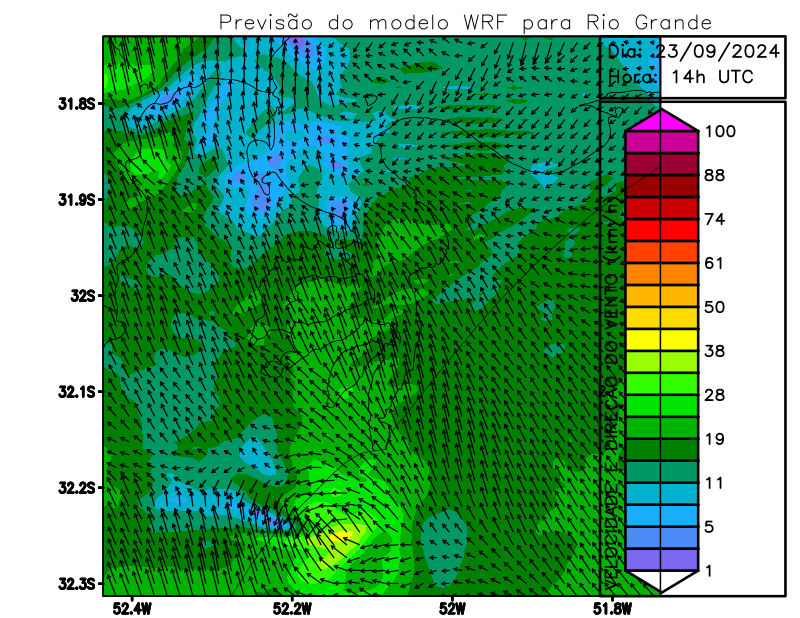 Previsão do modelo WRF para Rio Grande
Dia: 23/09/2024
Hora: 14h UTC
31.8S
31.9S
32S
32.1S
32.2S
32.3S
52.4W
52.2W
52W
51.8W
VELOCIDADE E DIREÇÃO DO VENTO (km/h)
100
88
74
61
50
38
28
19
11
5
1